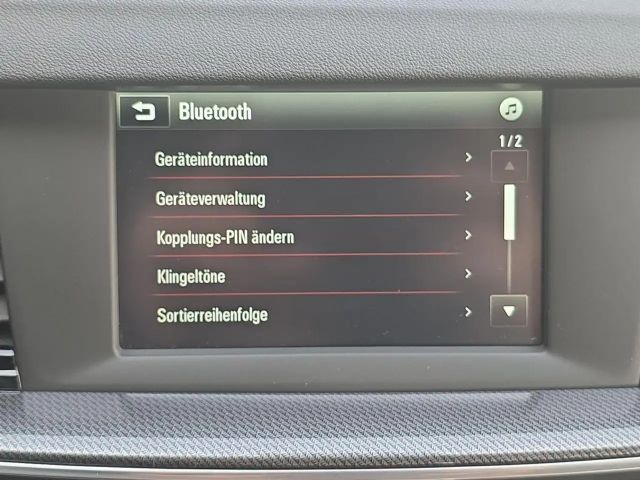 Bluetooth
1/2
Geräteinformation
Geräteverwaltung
Kopplungs-PIN ändern
Klingeltöne
Sortierreihenfolge